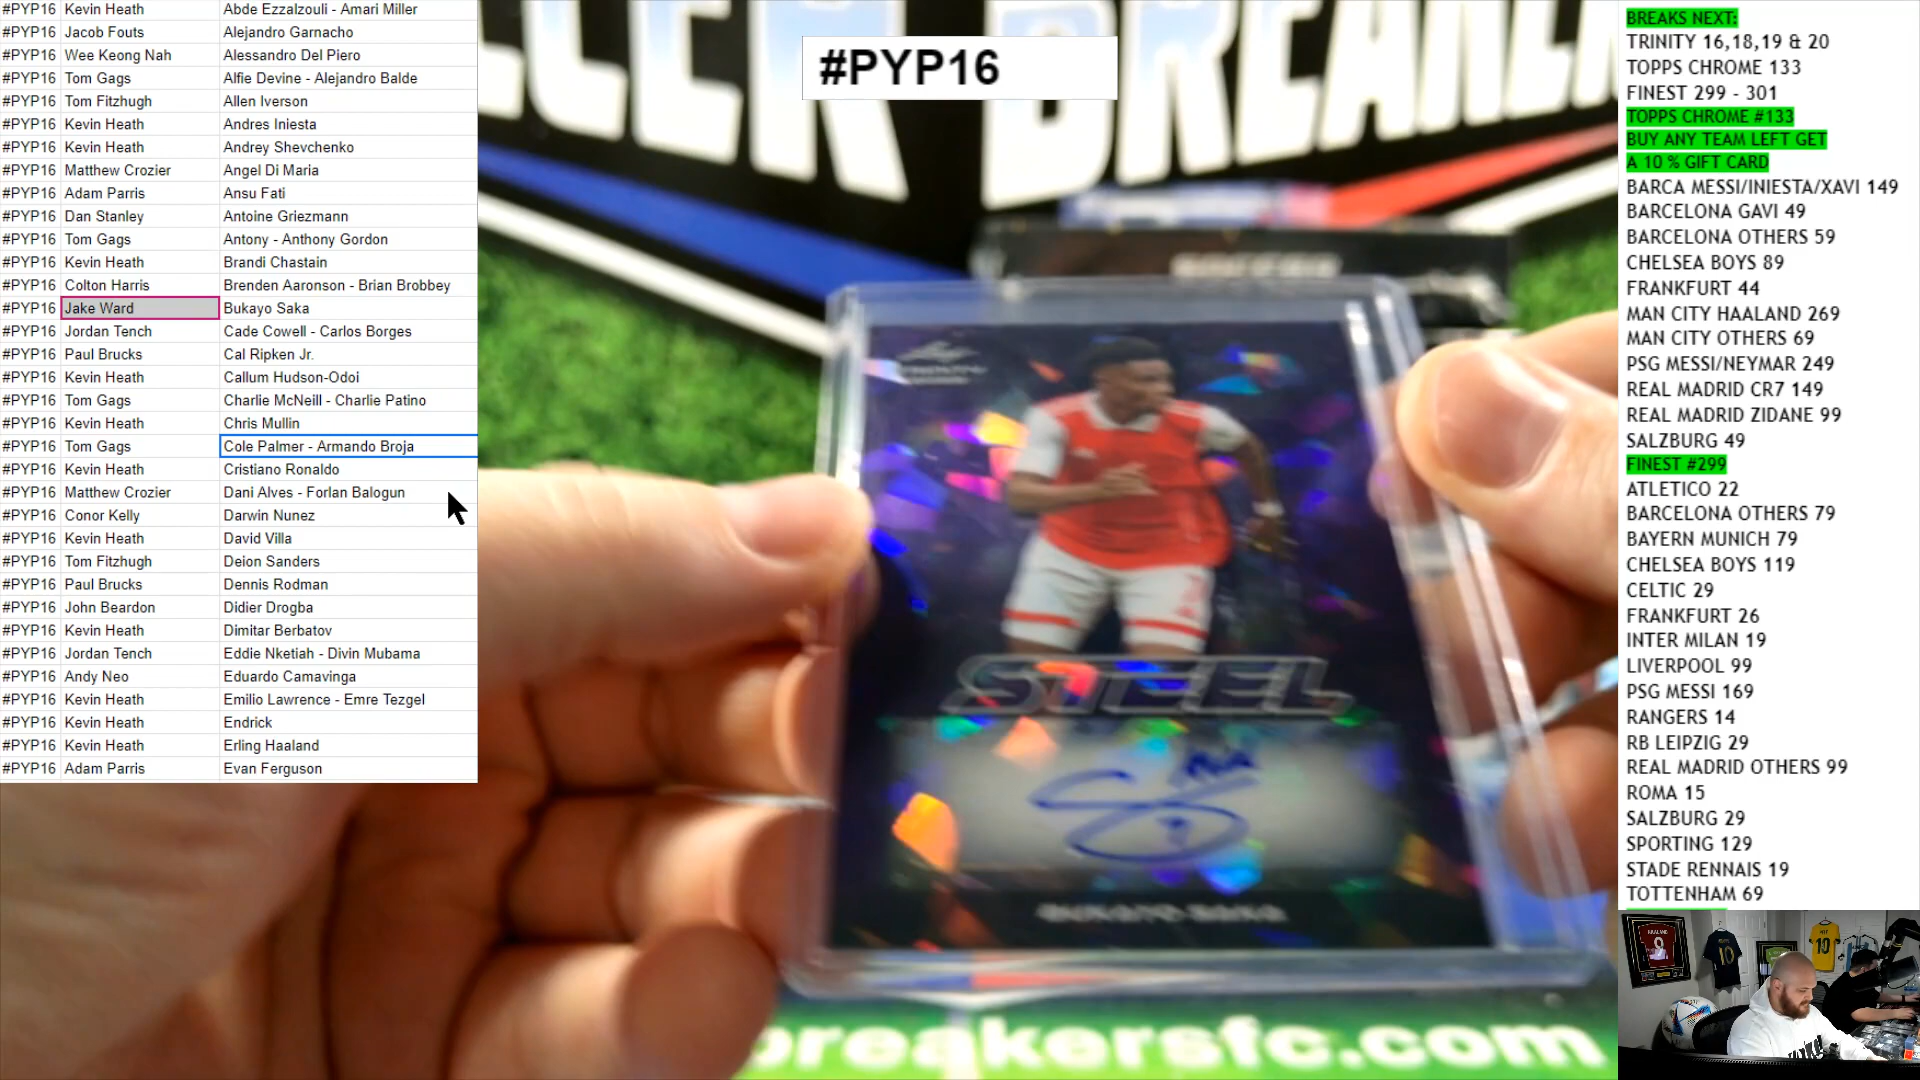 #PYP16 Kevin Heath Abde Ezzalzouli - Amari Miller
#PYP16 Jacob Fouts Alejandro Garnacho
#PYP16 Wee Keong Nah Alessandro Del Piero
#PYP16 Tom Gags Alfie Devine - Alejandro Balde
#PYP16 Tom Fitzhugh Allen Iverson
#PYP16 Kevin Heath Andres Iniesta
#PYP16 Kevin Heath Andrey Shevchenko
#PYP16 Matthew Crozier Angel Di Maria
#PYP16 Adam Parris Ansu Fati
#PYP16 Dan Stanley Antoine Griezmann
#PYP16 Tom Gags Antony - Anthony Gordon
#PYP16 Kevin Heath Brandi Chastain
#PYP16 Colton Harris Brenden Aaronson - Brian Brobbey
#PYP16 Jake Ward Bukayo Saka
#PYP16 Jordan Tench Cade Cowell - Carlos Borges
#PYP16 Paul Brucks Cal Ripken Jr.
#PYP16 Kevin Heath Callum Hudson-Odoi
#PYP16 Tom Gags Charlie McNeill - Charlie Patino
#PYP16 Kevin Heath Chris Mullin
#PYP16 Tom Gags Cole Palmer - Armando Broja
#PYP16 Kevin Heath Cristiano Ronaldo
#PYP16 Matthew Crozier Dani Alves - Forlan Balogun
#PYP16 Conor Kelly Darwin Nunez
#PYP16 Kevin Heath David Villa
#PYP16 Tom Fitzhugh Deion Sanders
#PYP16 Paul Brucks Dennis Rodman
#PYP16 John Beardon Didier Drogba
#PYP16 Kevin Heath Dimitar Berbatov
#PYP16 Jordan Tench Eddie Nketiah - Divin Mubama
#PYP16 Andy Neo Eduardo Camavinga
#PYP16 Kevin Heath Emilio Lawrence - Emre Tezgel
#PYP16 Kevin Heath Endrick
#PYP16 Kevin Heath Erling Haaland
#PYP16 Adam Parris Evan Ferguson
#PYP16
SOCCER
STEEL
BUKAYO SAKA
breakersfc.com
BREAKS NEXT:
TRINITY 16,18,19 & 20
TOPPS CHROME 133
FINEST 299 - 301
TOPPS CHROME #133
BUY ANY TEAM LEFT GET
A 10 % GIFT CARD
BARCA MESSI/INIESTA/XAVI 149
BARCELONA GAVI 49
BARCELONA OTHERS 59
CHELSEA BOYS 89
FRANKFURT 44
MAN CITY HAALAND 269
MAN CITY OTHERS 69
PSG MESSI/NEYMAR 249
REAL MADRID CR7 149
REAL MADRID ZIDANE 99
SALZBURG 49
FINEST #299
ATLETICO 22
BARCELONA OTHERS 79
BAYERN MUNICH 79
CHELSEA BOYS 119
CELTIC 29
FRANKFURT 26
INTER MILAN 19
LIVERPOOL 99
PSG MESSI 169
RANGERS 14
RB LEIPZIG 29
REAL MADRID OTHERS 99
ROMA 15
SALZBURG 29
SPORTING 129
STADE RENNAIS 19
TOTTENHAM 69